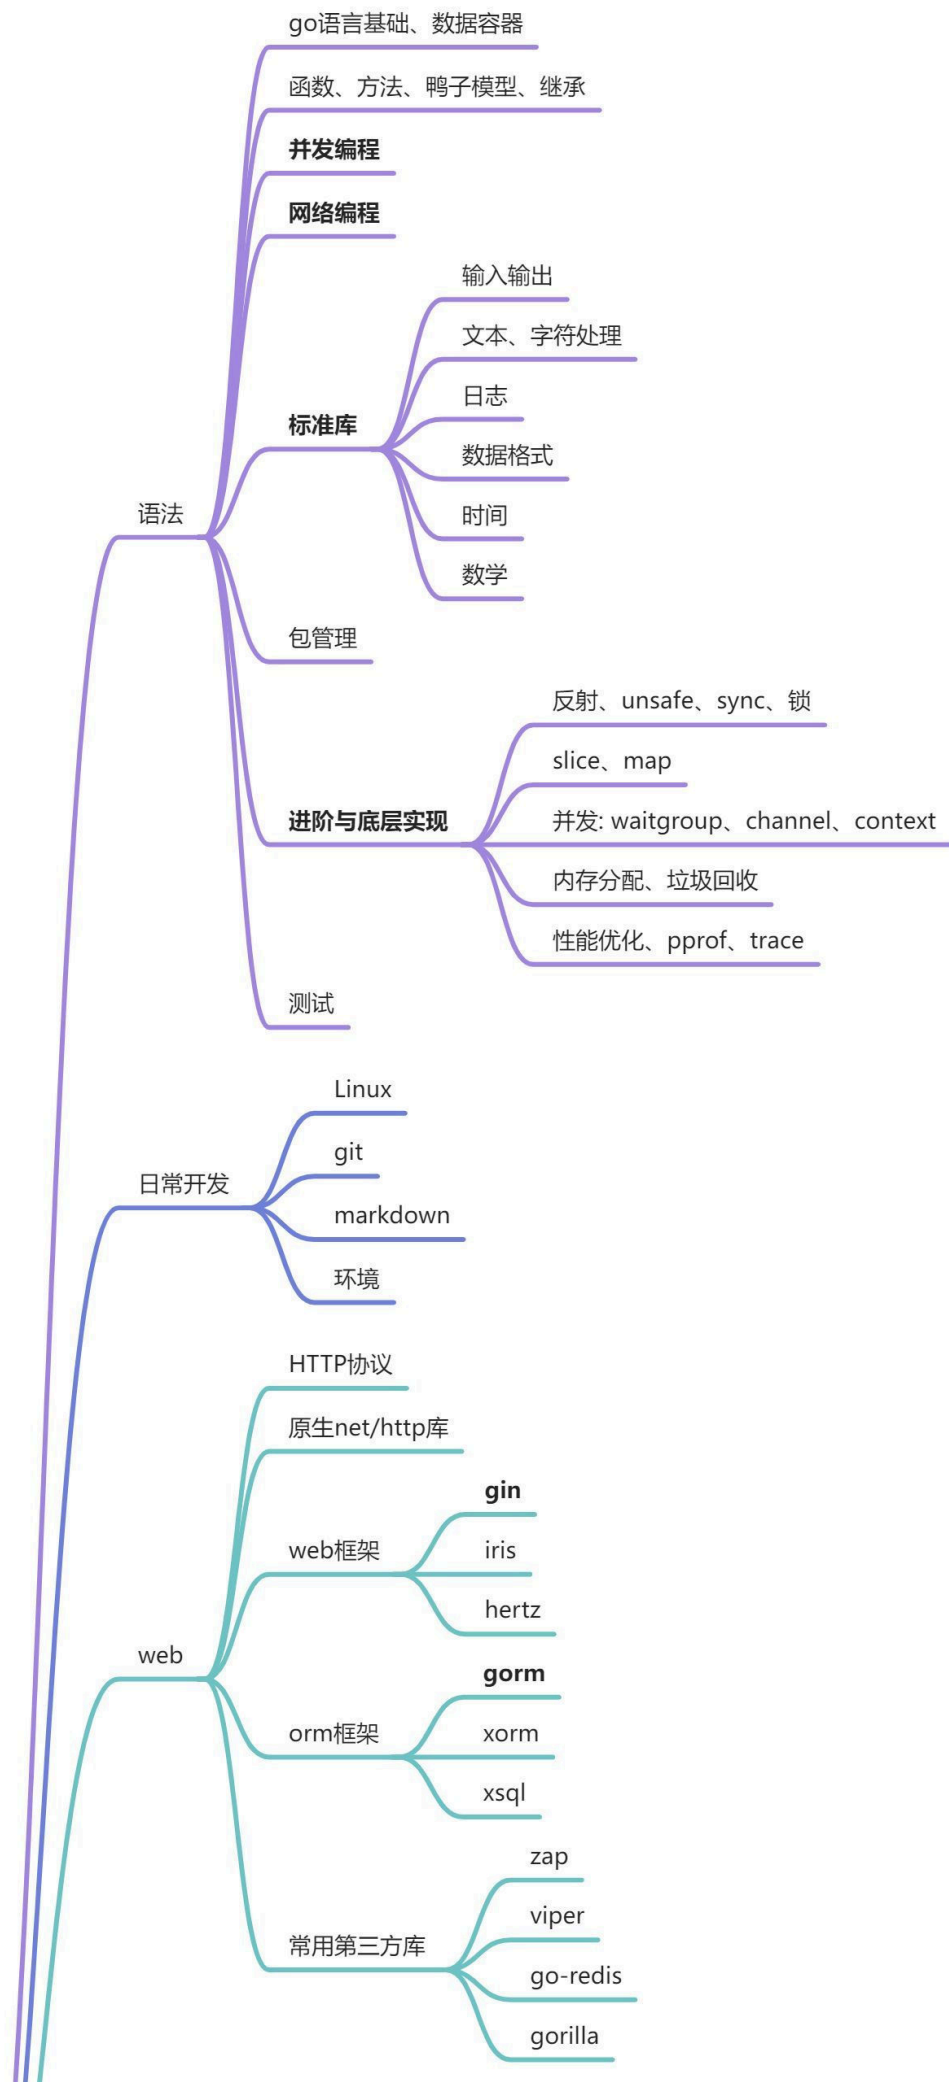 go语言基础、数据容器
函数、方法、鸭子模型、继承
并发编程
网络编程
输入输出
文本、字符处理
日志
标准库
数据格式
语法
时间
数学
包管理
反射、unsafe、sync、锁
slice、map
进阶与底层实现
并发: waitgroup、channel、context
内存分配、垃圾回收
性能优化、pprof、trace
测试
Linux
git
日常开发
markdown
环境
HTTP协议
原生net/http库
gin
web框架
iris
hertz
web
gorm
orm框架
xorm
xsql
zap
viper
常用第三方库
go-redis
gorilla